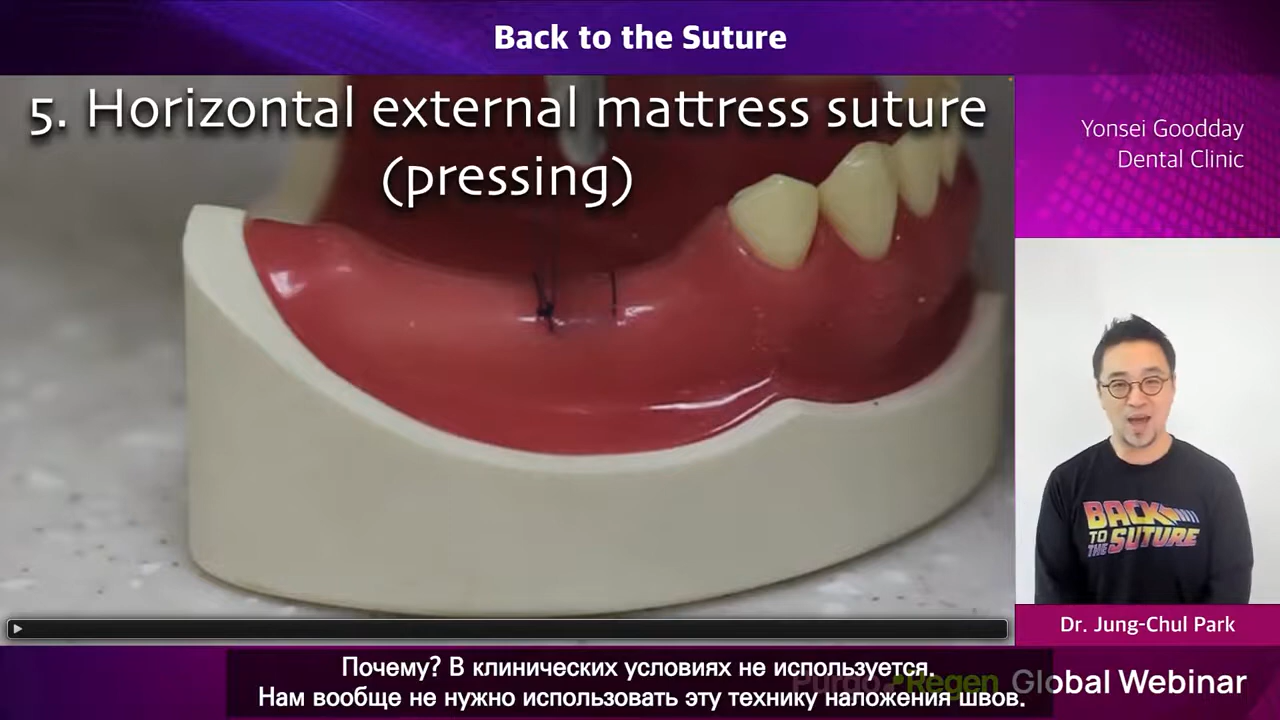 Back to the Suture
5. Horizontal external mattress suture
(pressing)
Yonsei Goodday
Dental Clinic
BACK
TO THE SUTURE
Dr. Jung-Chul Park
Почему? В клинических условиях не используется.
Нам вообще не нужно использовать эту технику наложения швов.
Purgo Regen Global Webinar